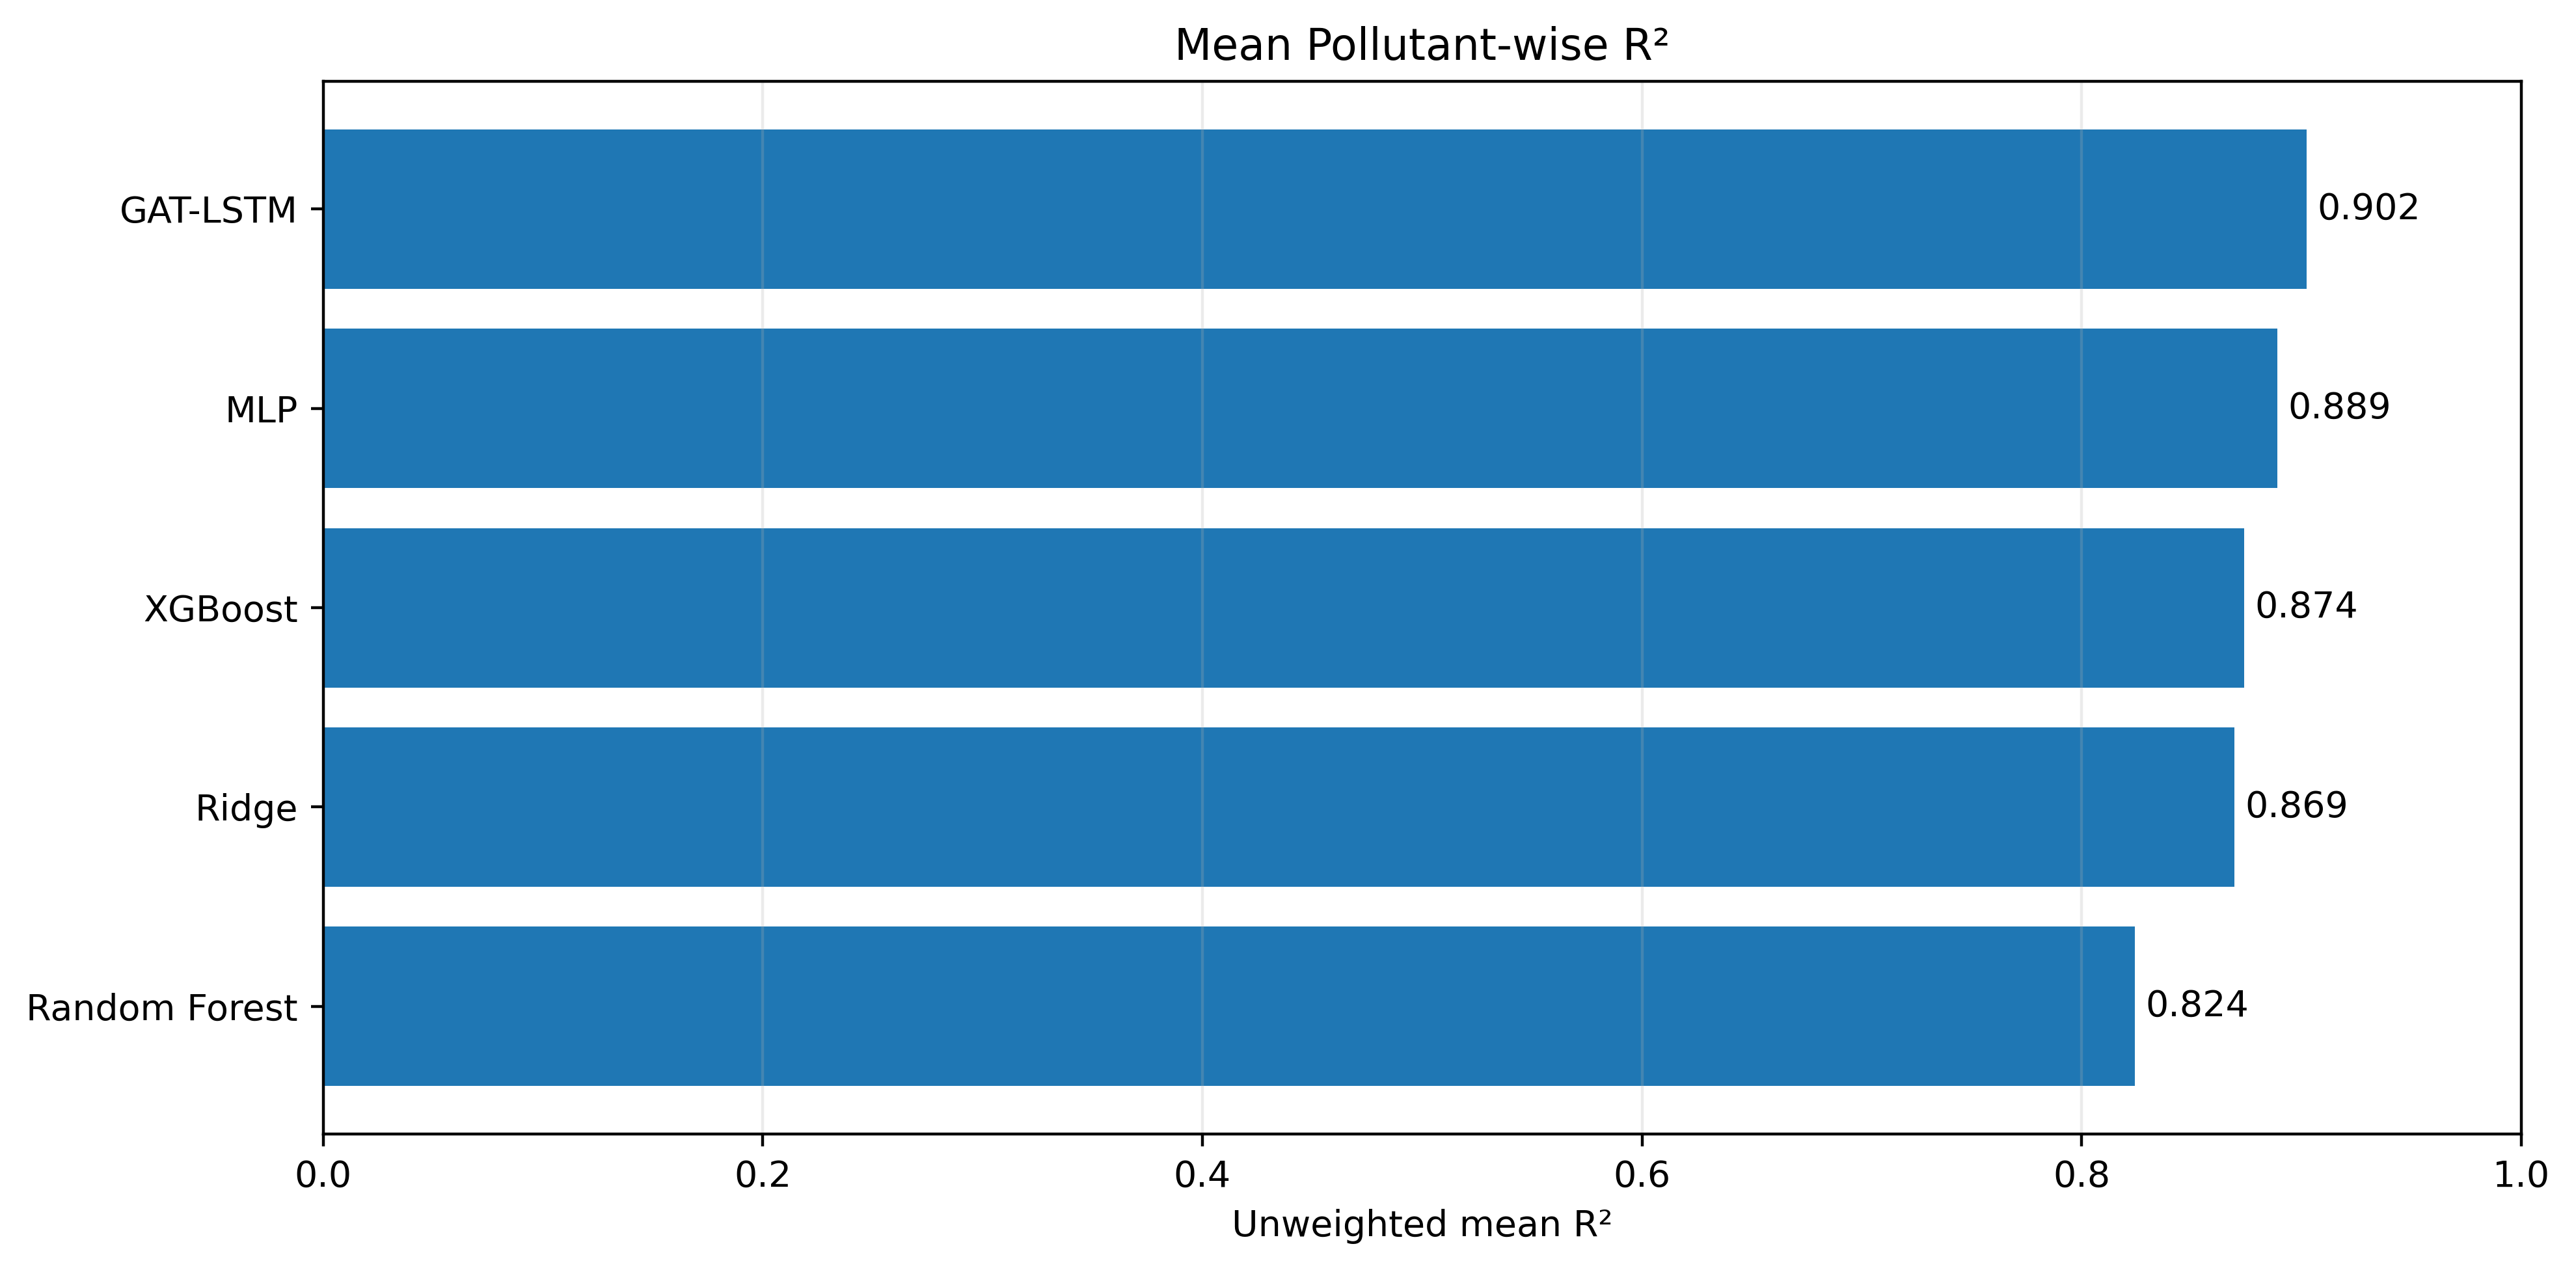 Mean Pollutant-wise R²
GAT-LSTM
0.902
MLP
0.889
XGBoost
0.874
Ridge
0.869
Random Forest
0.824
0.0 0.2 0.4 0.6 0.8 1.0
Unweighted mean R²